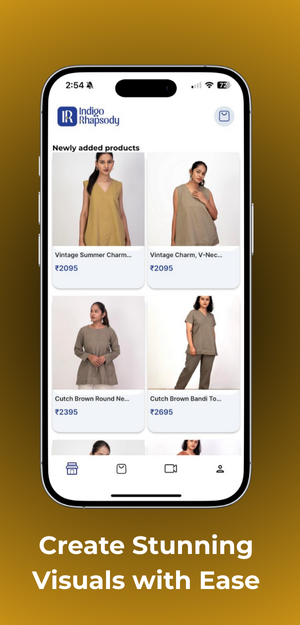 2:54
72
IR Indigo
Rhapsody
Newly added products
Vintage Summer Charm...
Vintage Charm, V-Nec...
₹2095
₹2095
Cutch Brown Round Ne...
Cutch Brown Bandi To...
₹2395
₹2695
Create Stunning
Visuals with Ease